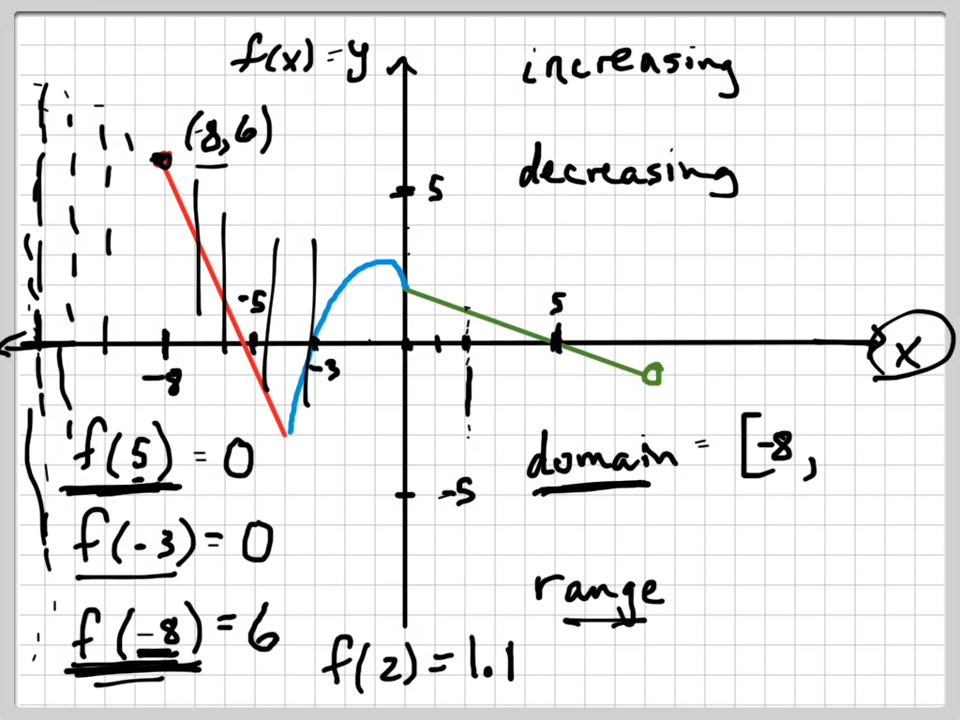 f(x) = y
increasing
(-8, 6)
decreasing
5
-5
5
-8
-3
x
f(5) = 0
domain = [-8,
-5
f(-3) = 0
range
f(-8) = 6
f(2) = 1.1